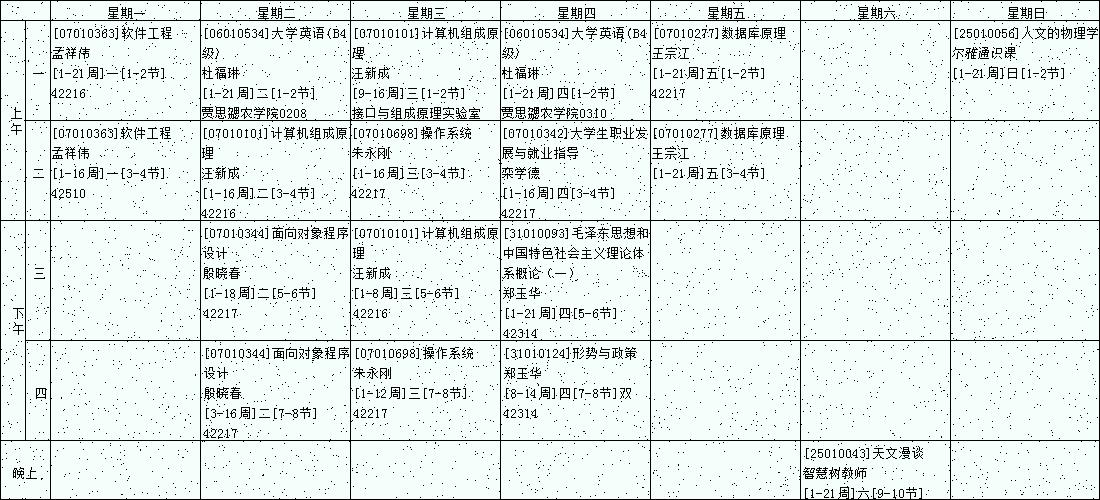 星期一 星期二 星期三 星期四 星期五 星期六 星期日
上午
一
[07010363]软件工程
孟祥伟
[1-21周]一[1-2节]
42216
[06010534]大学英语(B4
级)
杜福琳
[1-21周]二[1-2节]
贾思勰农学院0208
[07010101]计算机组成原
理
汪新成
[9-16周]三[1-2节]
接口与组成原理实验室
[06010534]大学英语(B4
级)
杜福琳
[1-21周]四[1-2节]
贾思勰农学院0310
[07010277]数据库原理
王宗江
[1-21周]五[1-2节]
42217
[25010056]人文的物理学
尔雅通识课
[1-21周]日[1-2节]
二
[07010363]软件工程
孟祥伟
[1-16周]一[3-4节]
42510
[07010101]计算机组成原
理
汪新成
[1-16周]二[3-4节]
42216
[07010698]操作系统
朱永刚
[1-16周]三[3-4节]
42217
[07010342]大学生职业发
展与就业指导
栾学德
[1-16周]四[3-4节]
42217
[07010277]数据库原理
王宗江
[1-21周]五[3-4节]
下午
三
[07010344]面向对象程序
设计
殷晓春
[1-18周]二[5-6节]
42217
[07010101]计算机组成原
理
汪新成
[1-8周]三[5-6节]
42216
[31010093]毛泽东思想和
中国特色社会主义理论体
系概论（一）
郑玉华
[1-21周]四[5-6节]
42314
四
[07010344]面向对象程序
设计
殷晓春
[3-16周]二[7-8节]
42217
[07010698]操作系统
朱永刚
[1-12周]三[7-8节]
42217
[31010124]形势与政策
郑玉华
[8-14周]四[7-8节]双
42314
晚上
[25010043]天文漫谈
智慧树教师
[1-21周]六[9-10节]